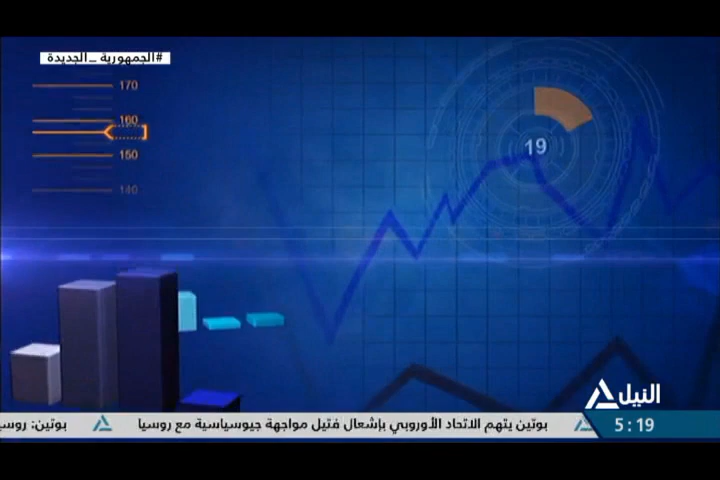 #الجمهورية_الجديدة
170
160
150
140
19
النيل
5:19
بوتين يتهم الاتحاد الأوروبي بإشعال فتيل مواجهة جيوسياسية مع روسيا
بوتين: